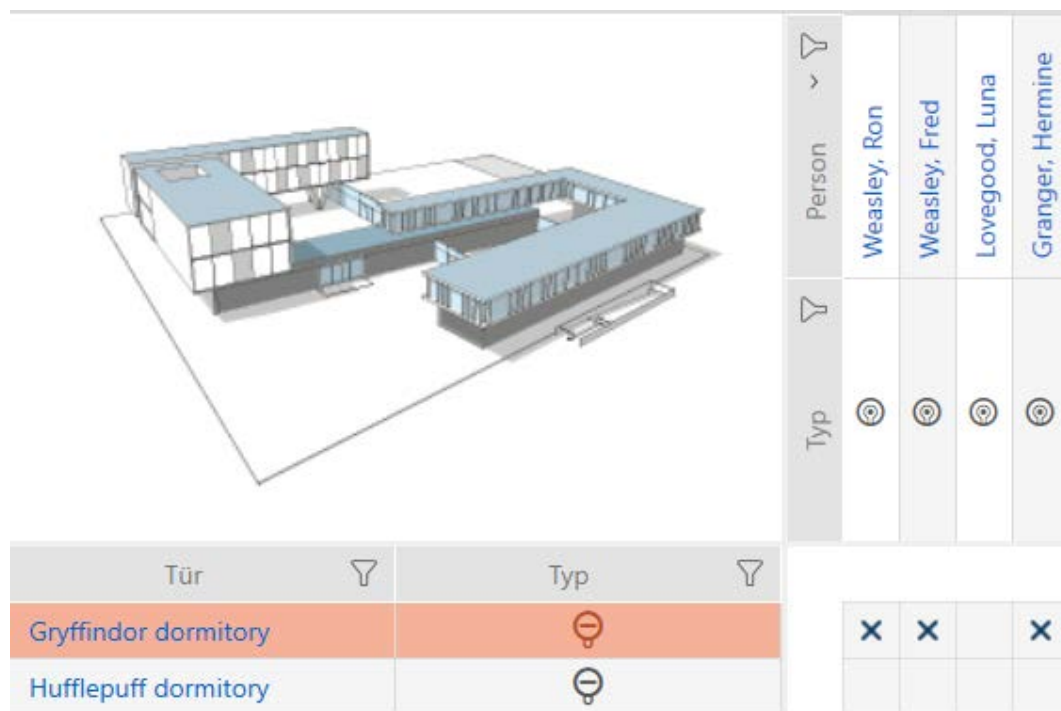 Person
Weasley, Ron
Weasley, Fred
Lovegood, Luna
Granger, Hermine
Typ
Tür
Typ
Gryffindor dormitory
Hufflepuff dormitory